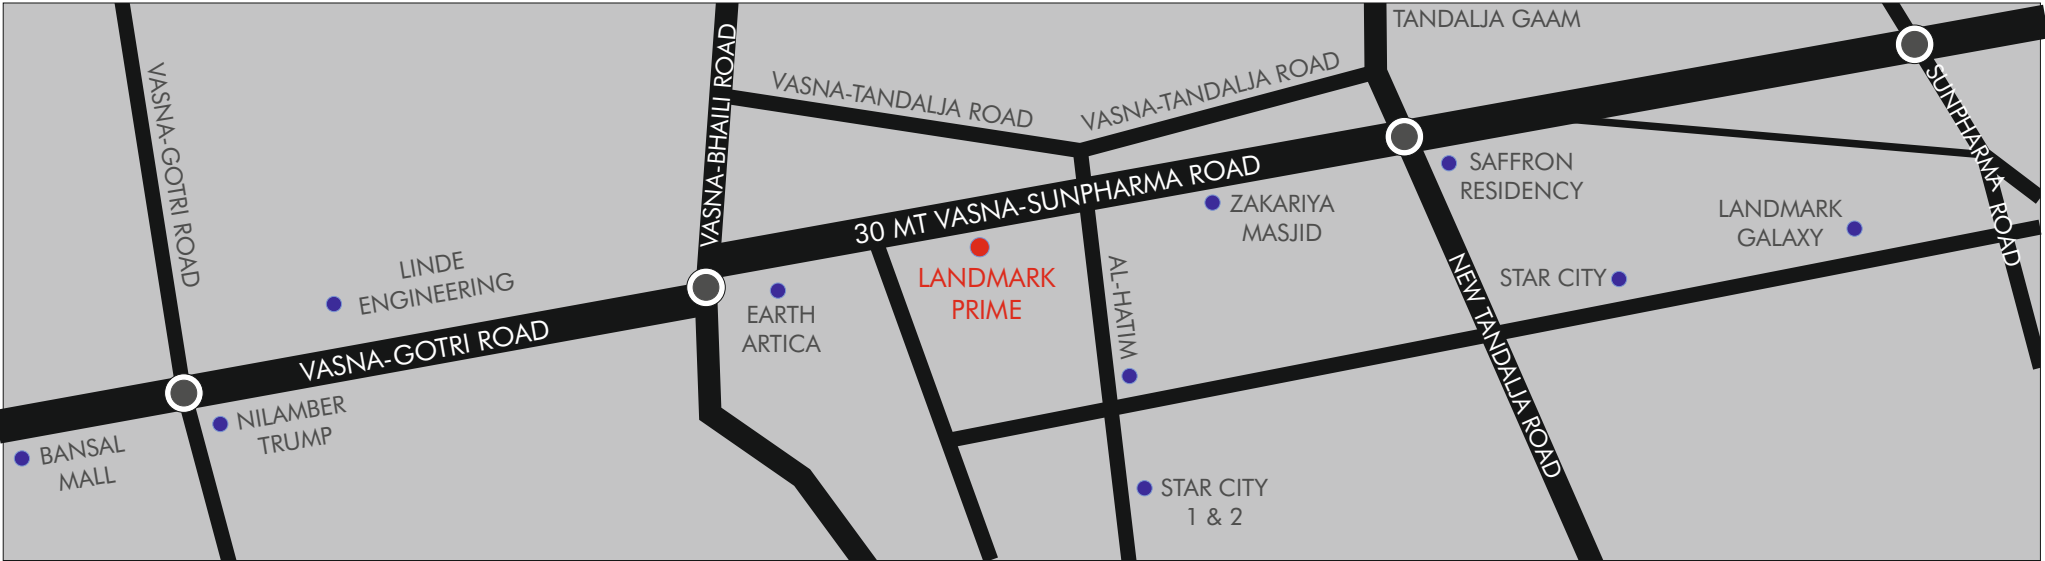 TANDALJA GAAM
VASNA-GOTRI ROAD
VASNA-BHAILI ROAD
VASNA-TANDALJA ROAD
VASNA-TANDALJA ROAD
SUNPHARMA ROAD
30 MT VASNA-SUNPHARMA ROAD
SAFFRON
RESIDENCY
ZAKARIYA
MASJID
LANDMARK
GALAXY
LINDE
ENGINEERING
LANDMARK
PRIME
AL-HATIM
STAR CITY
NEW TANDALJA ROAD
EARTH
ARTICA
VASNA-GOTRI ROAD
NILAMBER
TRUMP
BANSAL
MALL
STAR CITY
1 & 2